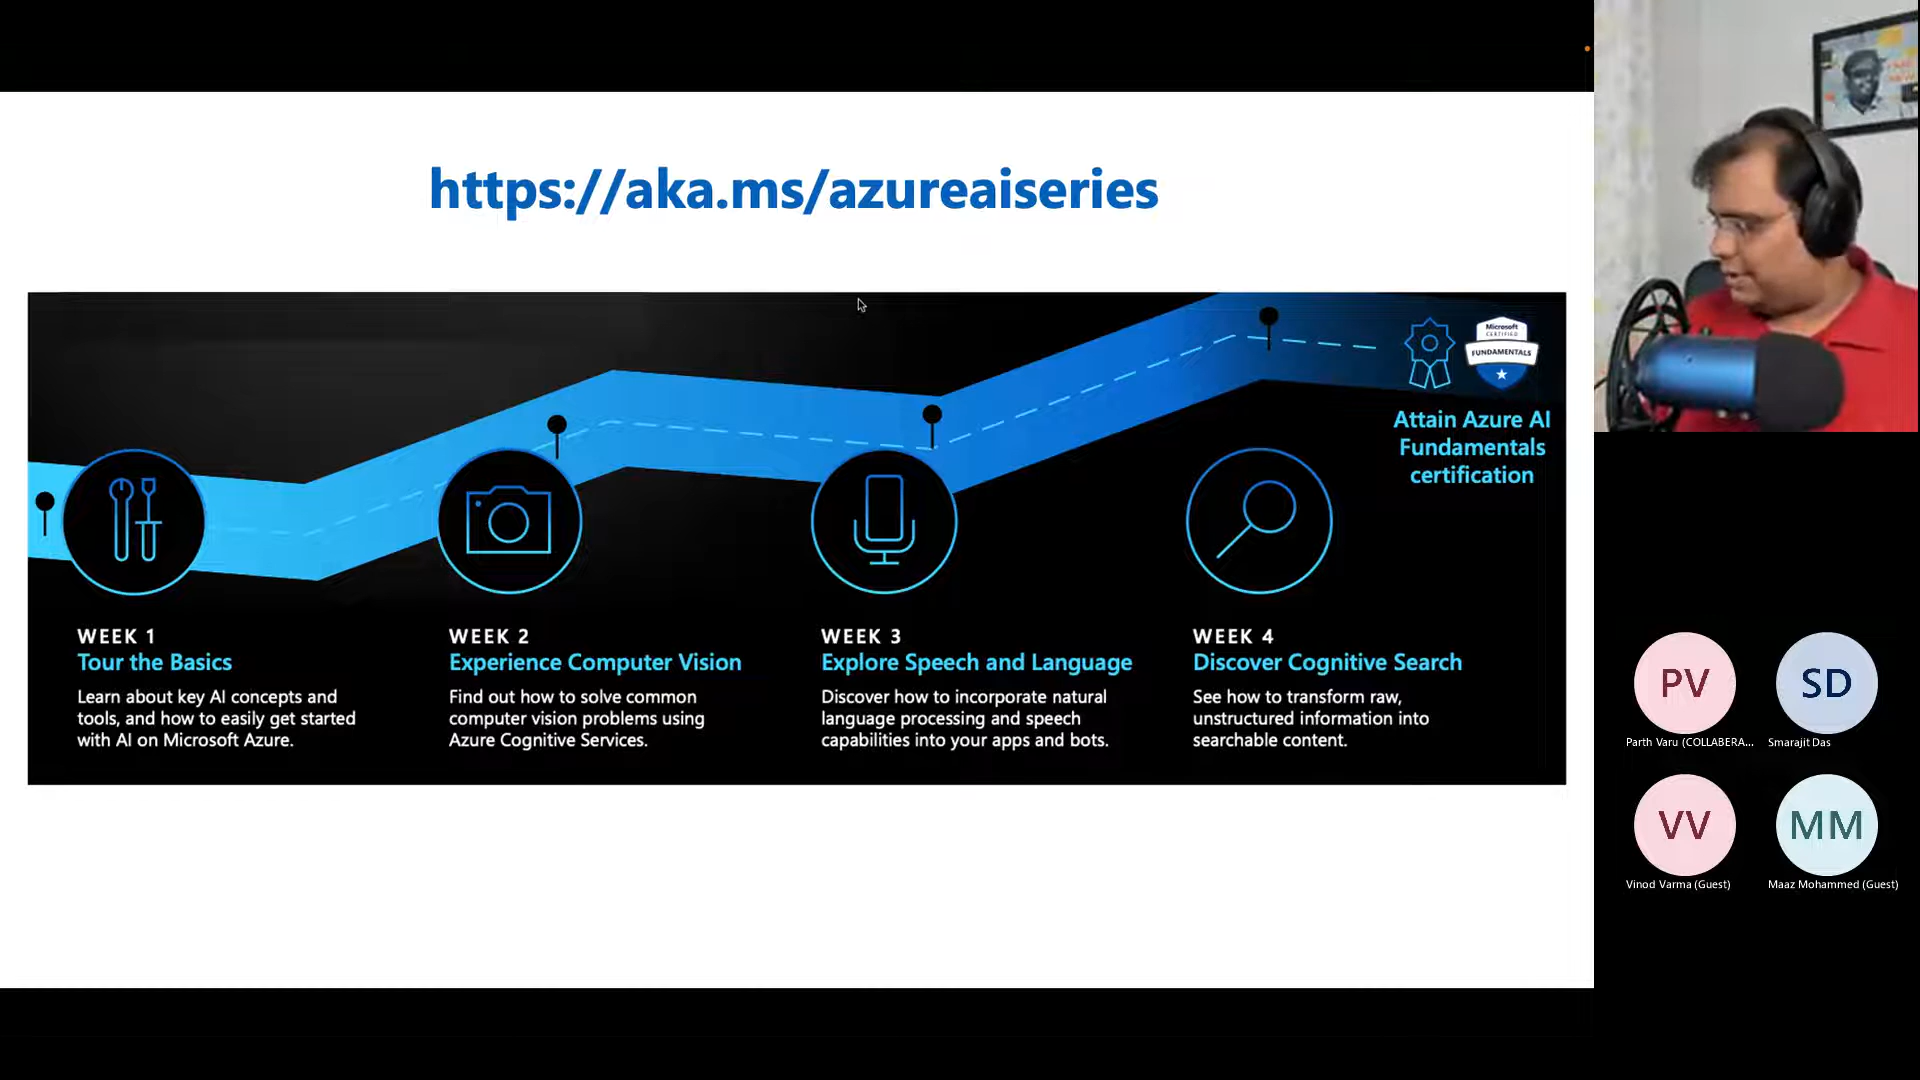 https://aka.ms/azureaiseries
Microsoft
CERTIFIED
FUNDAMENTALS
Attain Azure AI
Fundamentals
certification
WEEK 1
Tour the Basics
Learn about key AI concepts and
tools, and how to easily get started
with AI on Microsoft Azure.
WEEK 2
Experience Computer Vision
Find out how to solve common
computer vision problems using
Azure Cognitive Services.
WEEK 3
Explore Speech and Language
Discover how to incorporate natural
language processing and speech
capabilities into your apps and bots.
WEEK 4
Discover Cognitive Search
See how to transform raw,
unstructured information into
searchable content.
PV
Parth Varu (COLLABERA...
SD
Smarajit Das
VV
Vinod Varma (Guest)
MM
Maaz Mohammed (Guest)